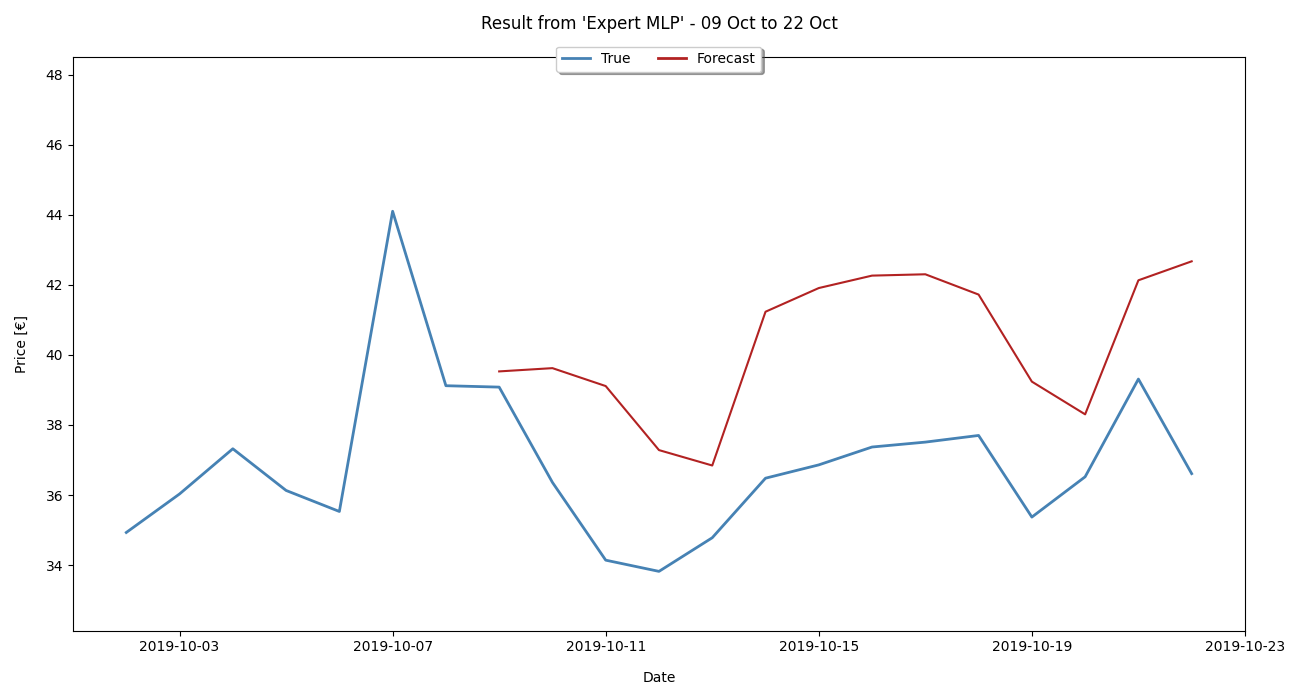 Result from 'Expert MLP' - 09 Oct to 22 Oct
True Forecast
48
46
44
42
40
38
36
34
Price [€]
2019-10-03 2019-10-07 2019-10-11 2019-10-15 2019-10-19 2019-10-23
Date